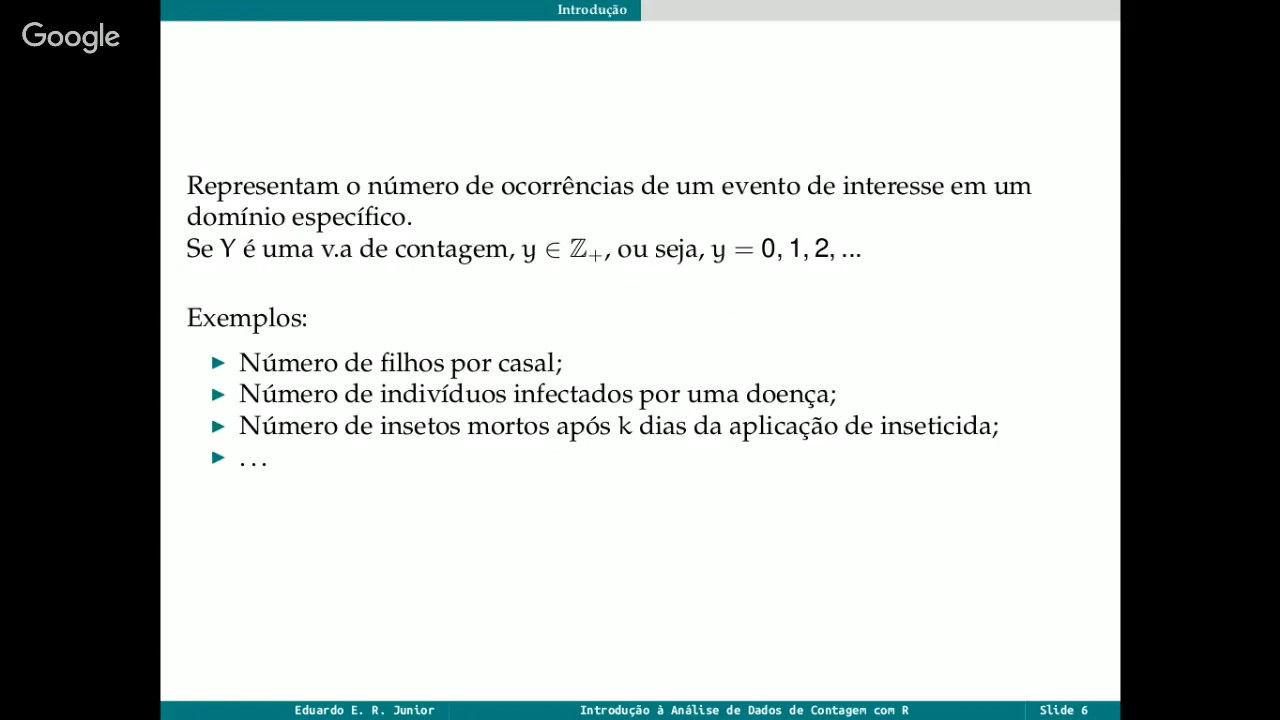 Introdução
Google
Representam o número de ocorrências de um evento de interesse em um
domínio específico.
Se Y é uma v.a de contagem, y ∈ ℤ₊, ou seja, y = 0, 1, 2, ...
Exemplos:
▶ Número de filhos por casal;
▶ Número de indivíduos infectados por uma doença;
▶ Número de insetos mortos após k dias da aplicação de inseticida;
▶ ...
Eduardo E. R. Junior Introdução à Análise de Dados de Contagem com R Slide 6